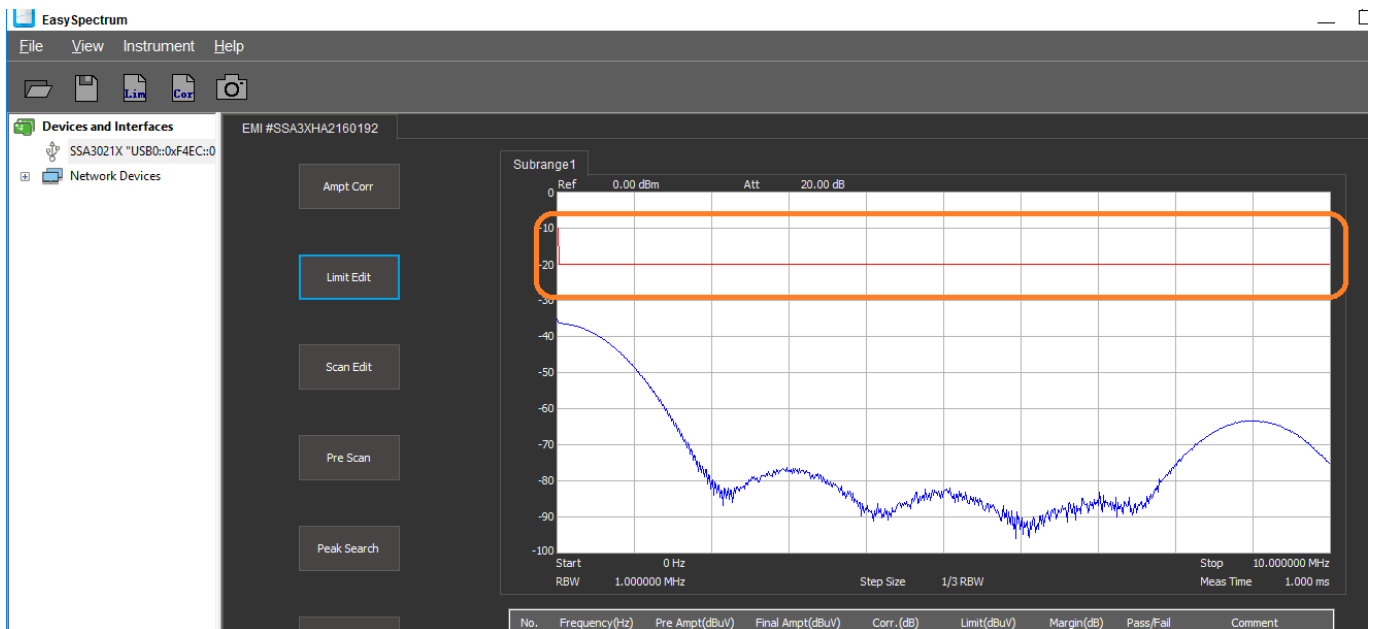 EasySpectrum
File View Instrument Help
Lim Cor
Devices and Interfaces
SSA3021X "USB0::0xF4EC::0
Network Devices
EMI #SSA3XHA2160192
Ampt Corr
Limit Edit
Scan Edit
Pre Scan
Peak Search
Subrange1
Ref 0.00 dBm Att 20.00 dB
0
-10
-20
-30
-40
-50
-60
-70
-80
-90
-100
Start 0 Hz Stop 10.000000 MHz
RBW 1.000000 MHz Step Size 1/3 RBW Meas Time 1.000 ms
No. Frequency(Hz) Pre Ampt(dBuV) Final Ampt(dBuV) Corr.(dB) Limit(dBuV) Margin(dB) Pass/Fail Comment